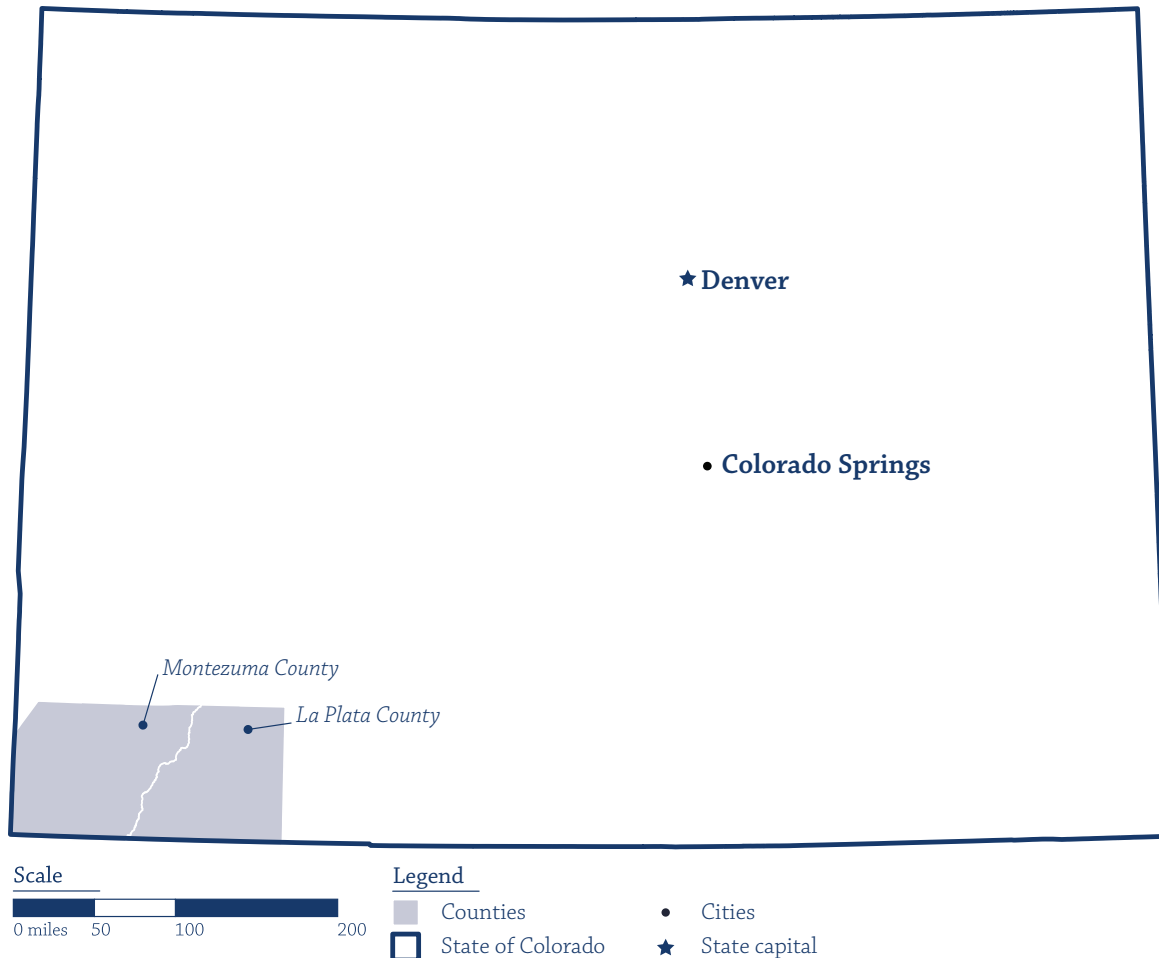 Denver
Colorado Springs
Montezuma County
La Plata County
Scale
0 miles 50 100 200
Legend
Counties
Cities
State of Colorado
State capital